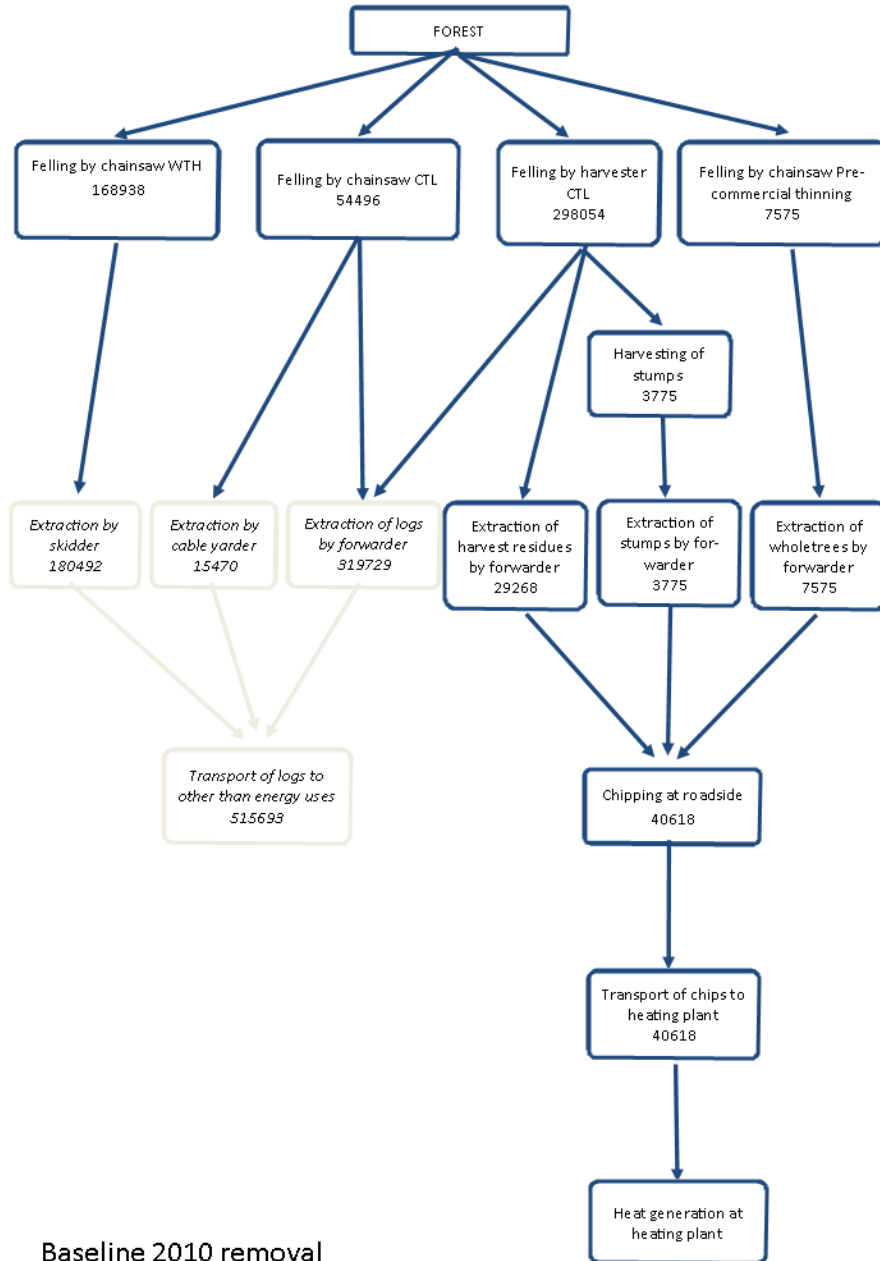 FOREST
Felling by chainsaw WTH
168938
Felling by chainsaw CTL
54496
Felling by harvester
CTL
298054
Felling by chainsaw Pre-
commercial thinning
7575
Harvesting of
stumps
3775
Extraction by
skidder
180492
Extraction by
cable yarder
15470
Extraction of logs
by forwarder
319729
Extraction of
harvest residues
by forwarder
29268
Extraction of
stumps by for-
warder
3775
Extraction of
wholetrees by
forwarder
7575
Transport of logs to
other than energy uses
515693
Chipping at roadside
40618
Transport of chips to
heating plant
40618
Heat generation at
heating plant
Baseline 2010 removal